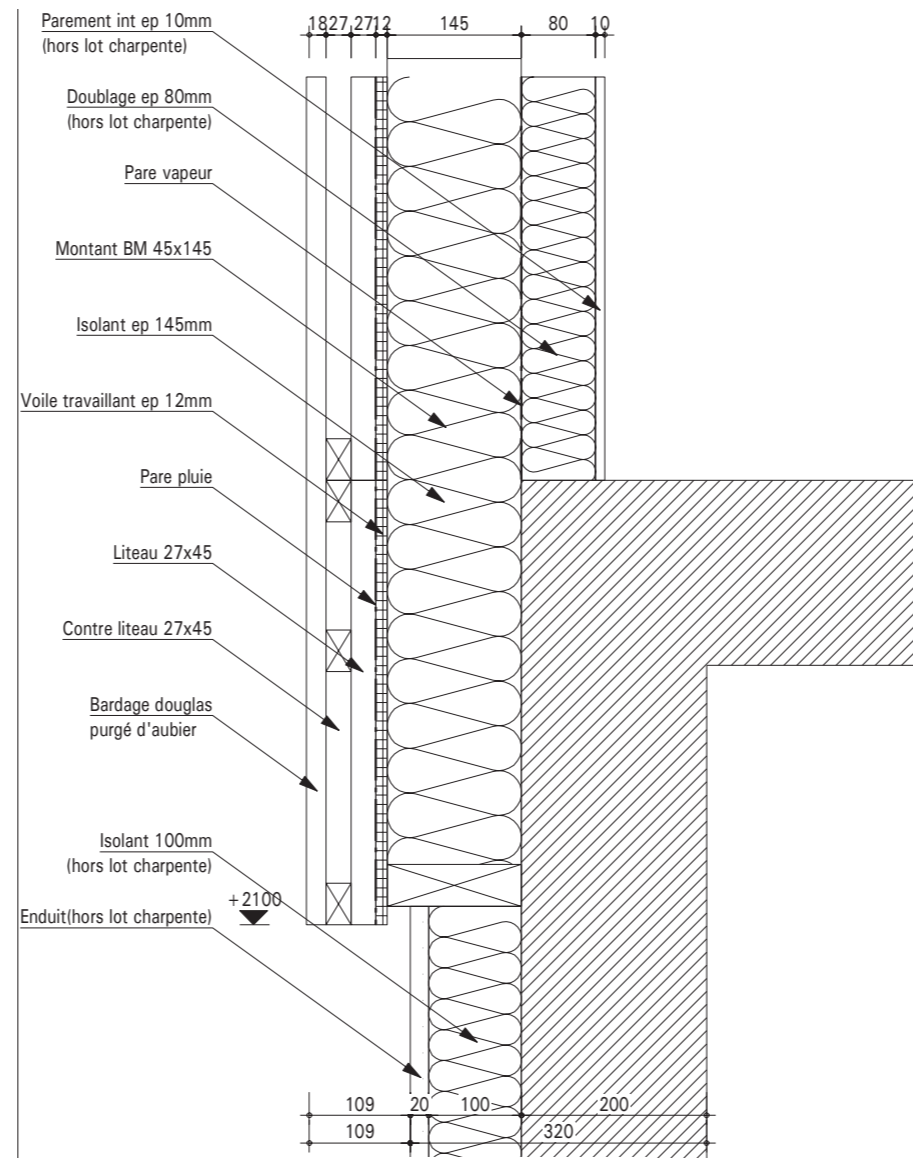 Parement int ep 10mm
(hors lot charpente)
18 27 27 12 145 80 10
Doublage ep 80mm
(hors lot charpente)
Pare vapeur
Montant BM 45x145
Isolant ep 145mm
Voile travaillant ep 12mm
Pare pluie
Liteau 27x45
Contre liteau 27x45
Bardage douglas
purgé d'aubier
Isolant 100mm
(hors lot charpente)
+2100
Enduit(hors lot charpente)
109 20 100 200
109 320